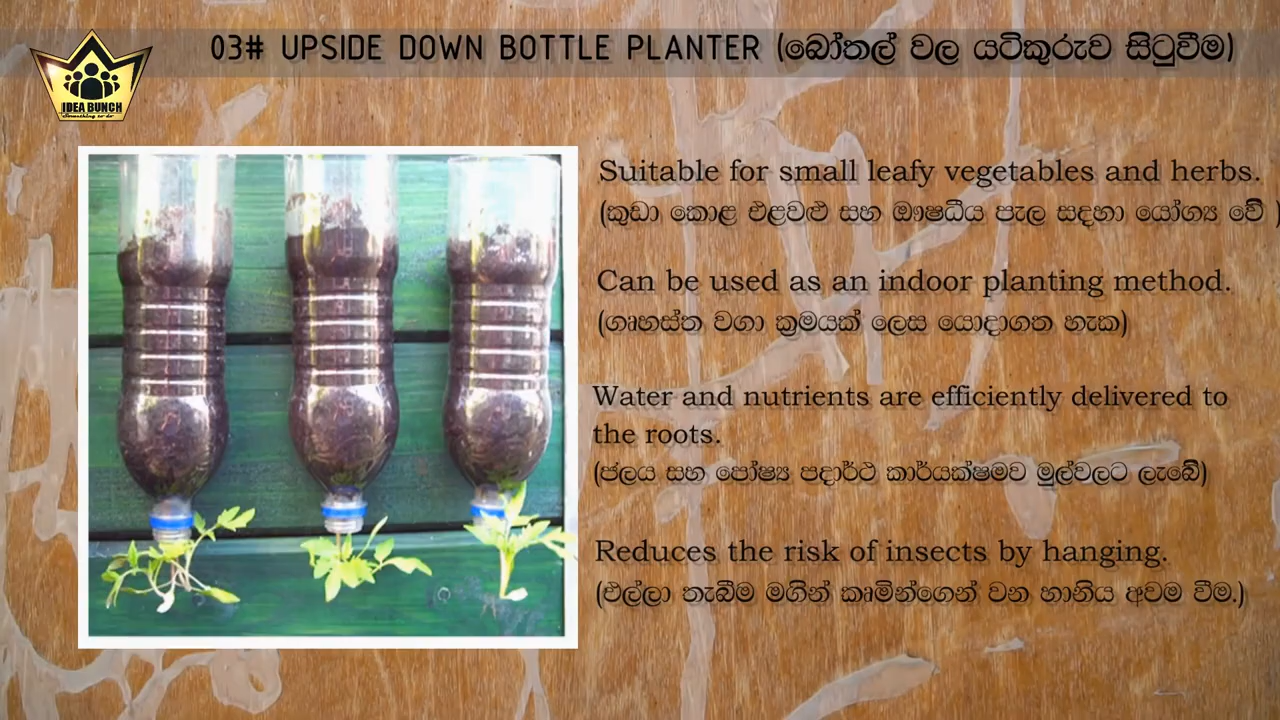 03# UPSIDE DOWN BOTTLE PLANTER (බෝතල් වල යටිකුරුව සිටුවීම)
IDEA BUNCH
Something to do
Suitable for small leafy vegetables and herbs.
(කුඩා කොළ එළවළු සහ ඖෂධීය පැල සඳහා යෝග්‍ය වේ )
Can be used as an indoor planting method.
(ගෘහස්ත වගා ක්‍රමයක් ලෙස යොදාගත හැක)
Water and nutrients are efficiently delivered to
the roots.
(ජලය සහ පෝෂ්‍ය පදාර්ථ කාර්යක්ෂමව මුල්වලට ලැබේ)
Reduces the risk of insects by hanging.
(එල්ලා තැබීම මගින් කෘමින්ගෙන් වන හානිය අවම වීම.)